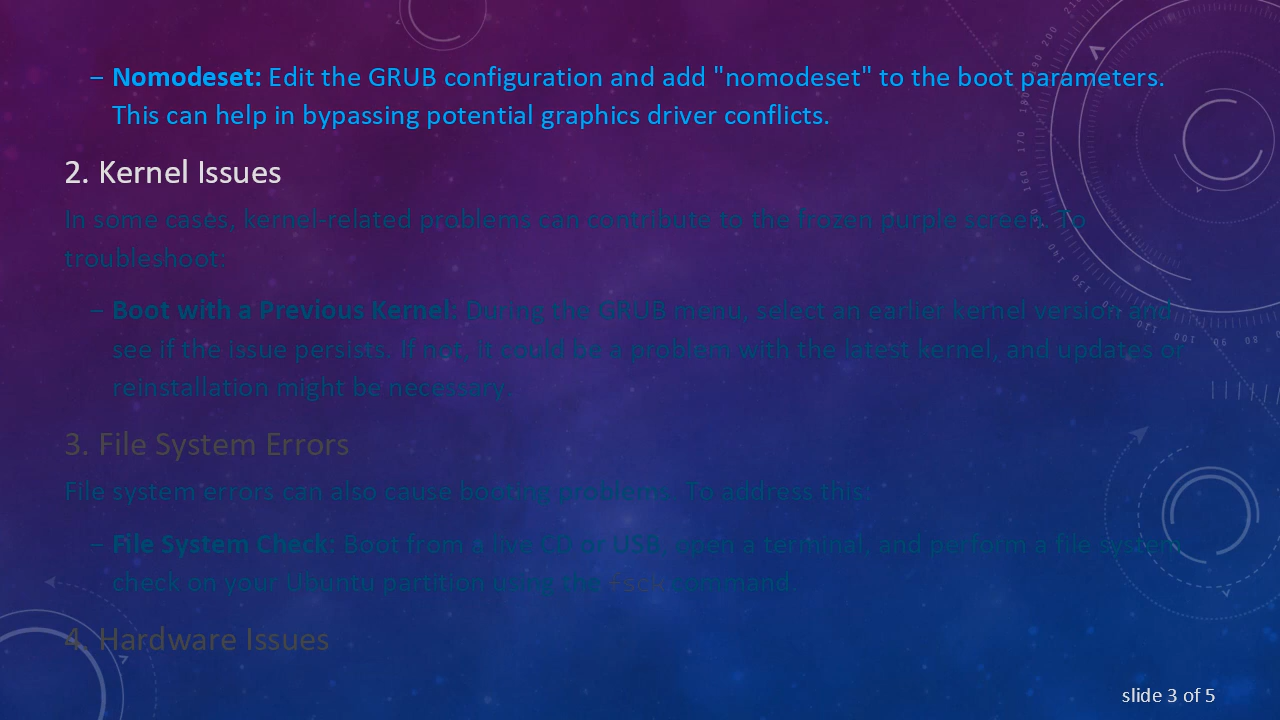 – Nomodeset: Edit the GRUB configuration and add "nomodeset" to the boot parameters.
This can help in bypassing potential graphics driver conflicts.
2. Kernel Issues
In some cases, kernel-related problems can contribute to the frozen purple screen. To
troubleshoot:
– Boot with a Previous Kernel: During the GRUB menu, select an earlier kernel version and
see if the issue persists. If not, it could be a problem with the latest kernel, and updates or
reinstallation might be necessary.
3. File System Errors
File system errors can also cause booting problems. To address this:
– File System Check: Boot from a live CD or USB, open a terminal, and perform a file system
check on your Ubuntu partition using the fsck command.
4. Hardware Issues
slide 3 of 5